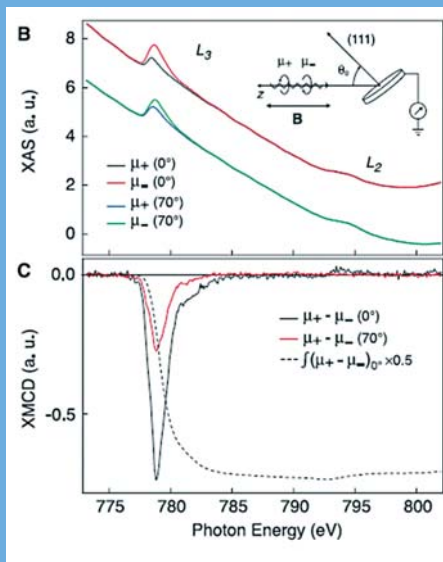 B
8
6
4
2
0
XAS (a. u.)
L₃
L₂
μ+ μ−
(111)
θ₀
z
B
μ+ (0°)
μ− (0°)
μ+ (70°)
μ− (70°)
C
0.0
-0.5
XMCD (a. u.)
μ+ − μ− (0°)
μ+ − μ− (70°)
∫(μ+ − μ−)₀° ×0.5
775 780 785 790 795 800
Photon Energy (eV)